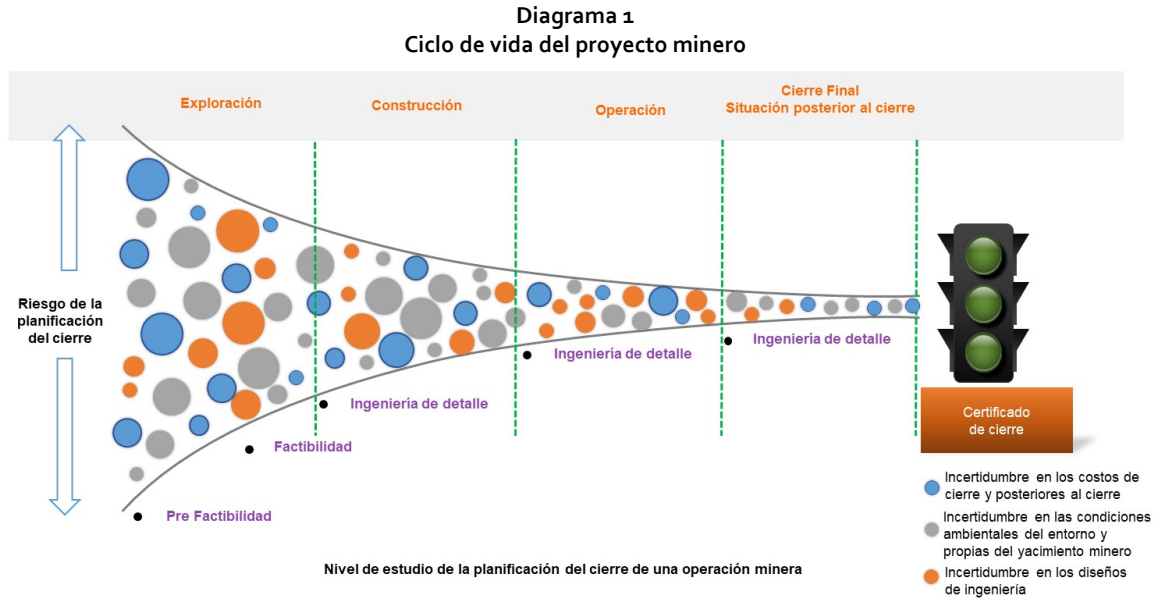 Diagrama 1
Ciclo de vida del proyecto minero
Exploración
Construcción
Operación
Cierre Final
Situación posterior al cierre
Riesgo de la
planificación
del cierre
Ingeniería de detalle
Ingeniería de detalle
Ingeniería de detalle
Factibilidad
Pre Factibilidad
Certificado
de cierre
Incertidumbre en los costos de
cierre y posteriores al cierre
Incertidumbre en las condiciones
ambientales del entorno y
propias del yacimiento minero
Incertidumbre en los diseños
de ingeniería
Nivel de estudio de la planificación del cierre de una operación minera